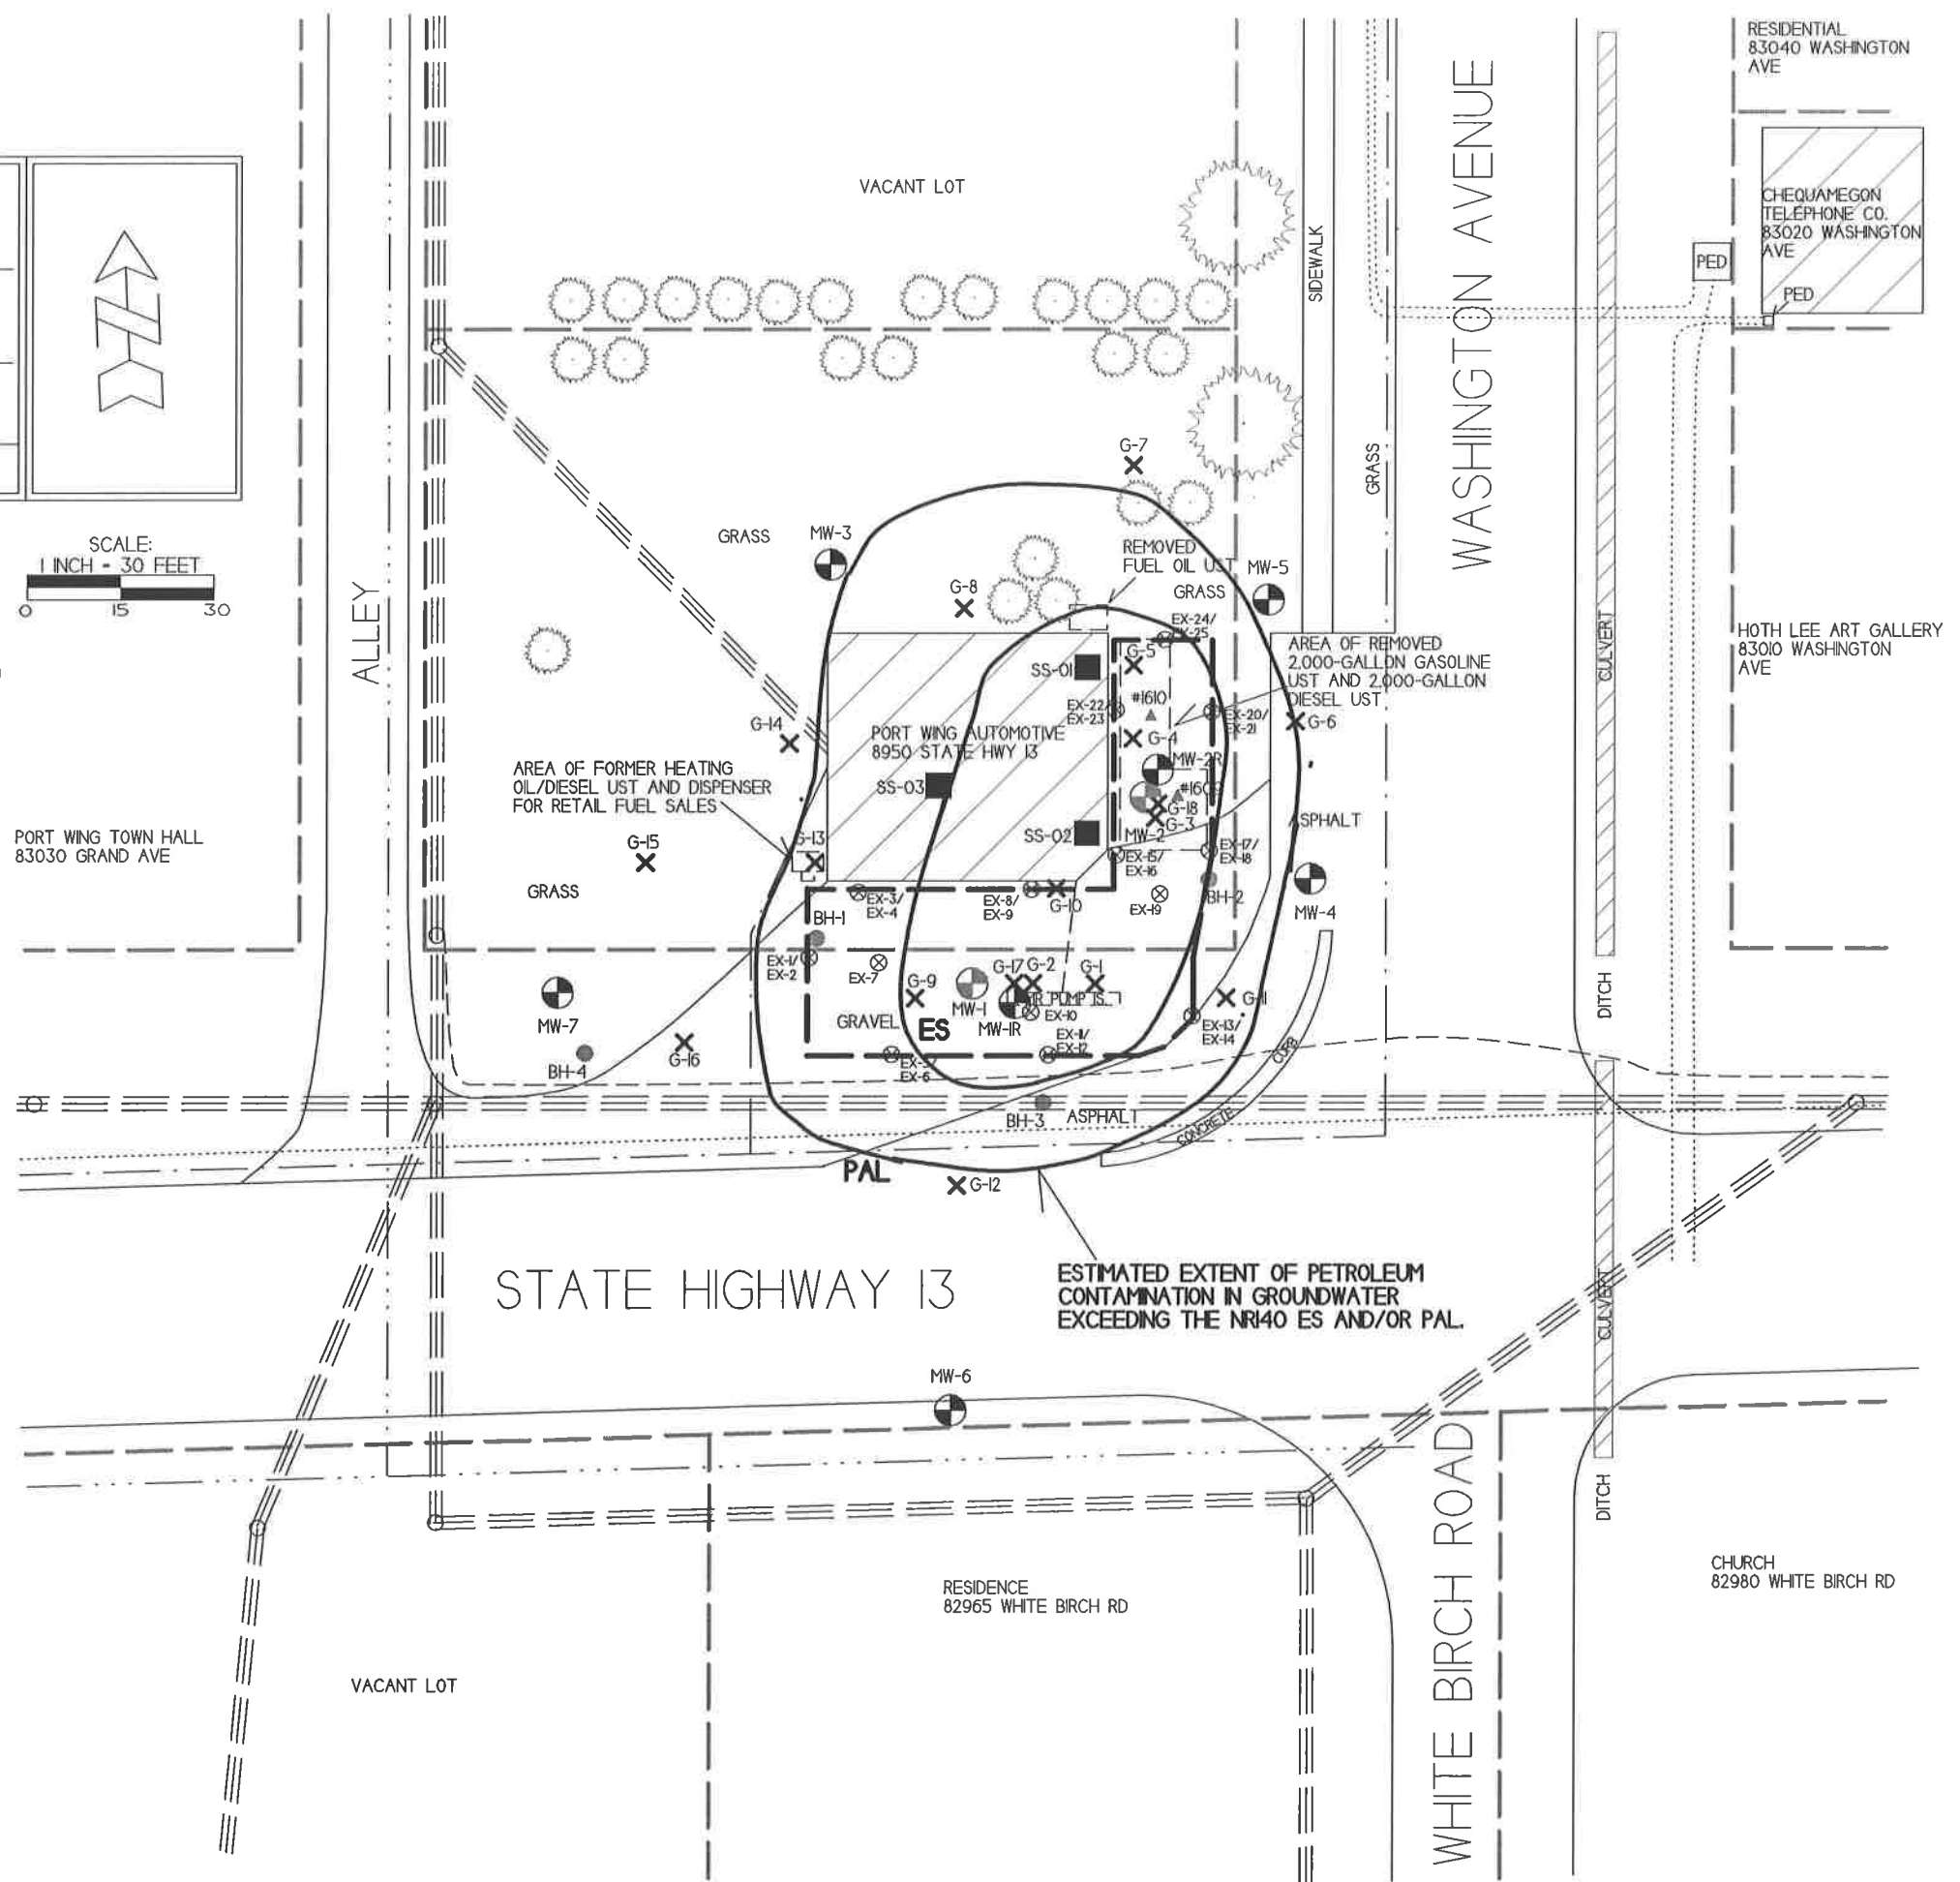 RESIDENTIAL
83040 WASHINGTON
AVE
VACANT LOT
WASHINGTON AVENUE
SIDEWALK
CHEQUAMEGON
TELEPHONE CO.
83020 WASHINGTON
AVE
PED
PED
SCALE:
1 INCH = 30 FEET
0 15 30
ALLEY
GRASS
MW-3
G-7
GRASS
REMOVED
FUEL OIL UST
MW-5
G-8
GRASS
EX-24/
EX-25
CULVERT
HOTH LEE ART GALLERY
83010 WASHINGTON
AVE
AREA OF REMOVED
2,000-GALLON GASOLINE
UST AND 2,000-GALLON
DIESEL UST
SS-01
G-5
#1610
EX-22/
EX-23
EX-20/
EX-21
G-6
G-14
PORT WING AUTOMOTIVE
8950 STATE HWY 13
G-4
MW-2R
AREA OF FORMER HEATING
OIL/DIESEL UST AND DISPENSER
FOR RETAIL FUEL SALES
SS-03
#1609
G-18
G-3
ASPHALT
PORT WING TOWN HALL
83030 GRAND AVE
G-15
G-13
SS-02
MW-2
EX-15/
EX-16
EX-17/
EX-18
GRASS
EX-3/
EX-4
EX-8/
EX-9
G-10
EX-19
BH-2
MW-4
BH-1
EX-1/
EX-2
EX-7
G-9
MW-1
G-17
G-2
G-1
AIR PUMP IS.
G-11
DITCH
MW-7
GRAVEL
ES
MW-1R
EX-10
EX-13/
EX-14
BH-4
G-16
EX-5/
EX-6
EX-11/
EX-12
CURB
BH-3
ASPHALT
CONCRETE
PAL
G-12
STATE HIGHWAY 13
ESTIMATED EXTENT OF PETROLEUM
CONTAMINATION IN GROUNDWATER
EXCEEDING THE NR140 ES AND/OR PAL.
CULVERT
MW-6
WHITE BIRCH ROAD
DITCH
RESIDENCE
82965 WHITE BIRCH RD
CHURCH
82980 WHITE BIRCH RD
VACANT LOT